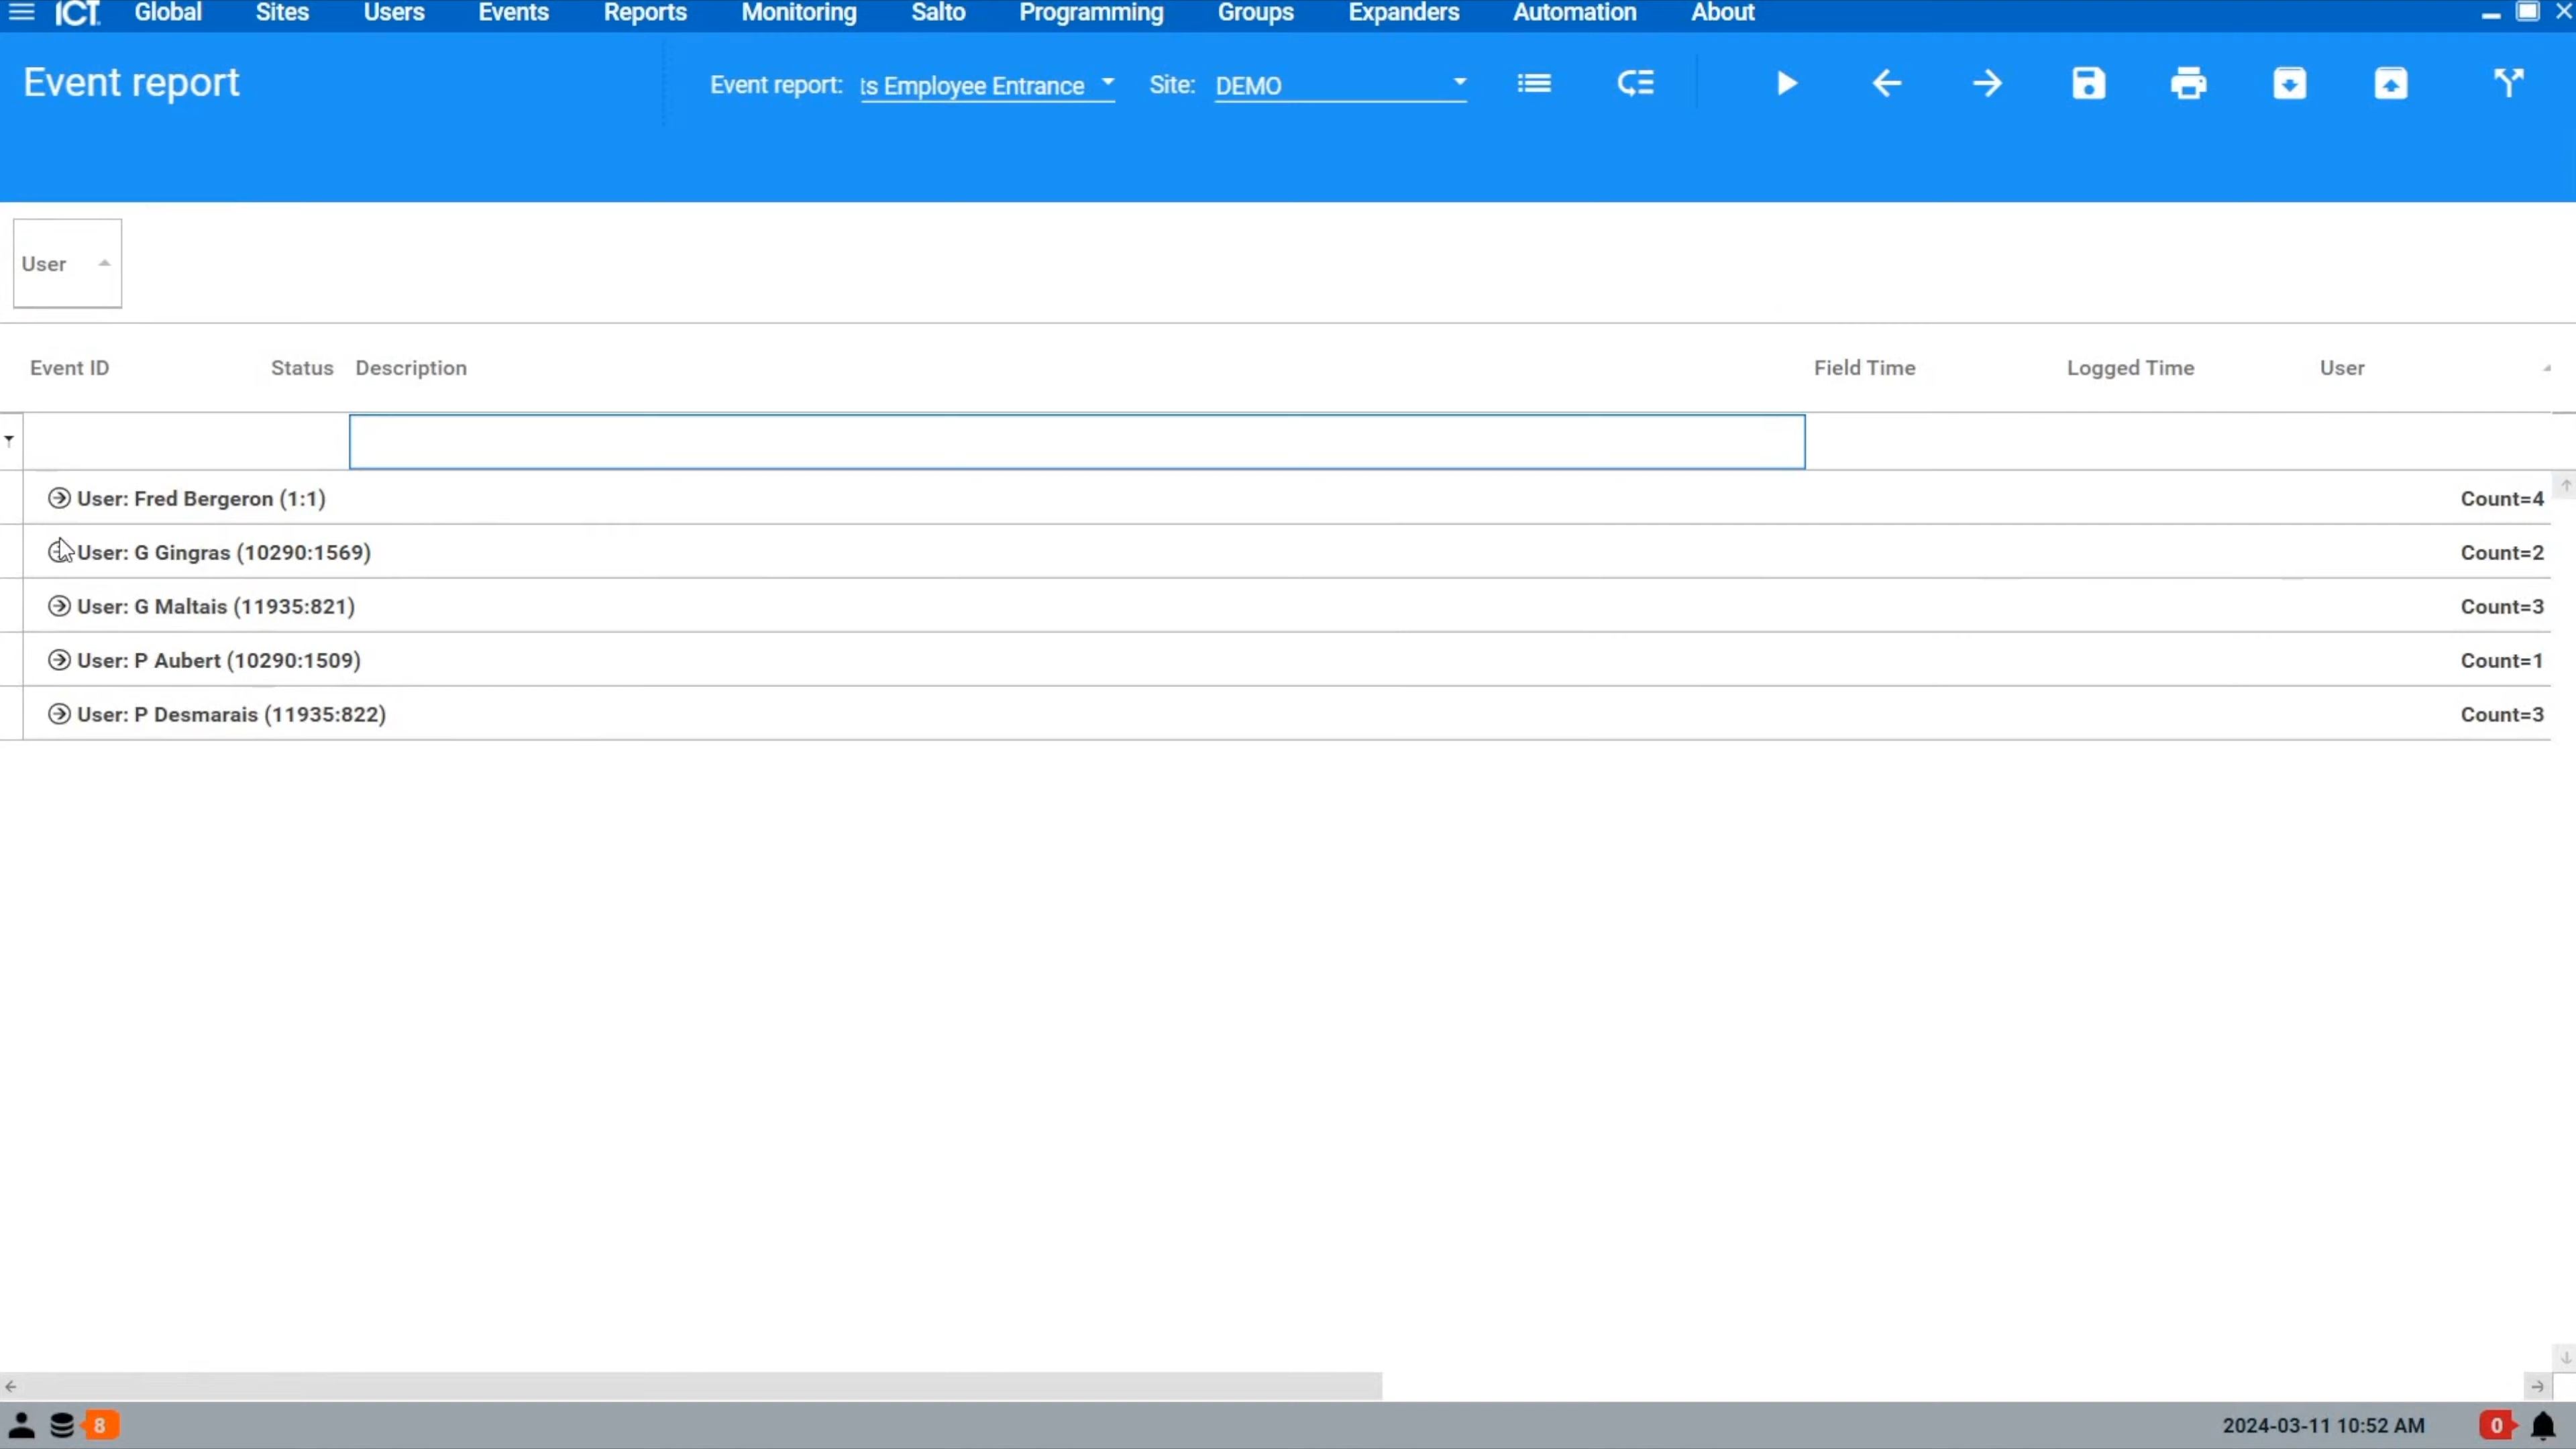 ICT Global Sites Users Events Reports Monitoring Salto Programming Groups Expanders Automation About
Event report Event report: ts Employee Entrance Site: DEMO
User
Event ID Status Description Field Time Logged Time User
User: Fred Bergeron (1:1) Count=4
User: G Gingras (10290:1569) Count=2
User: G Maltais (11935:821) Count=3
User: P Aubert (10290:1509) Count=1
User: P Desmarais (11935:822) Count=3
8 2024-03-11 10:52 AM 0